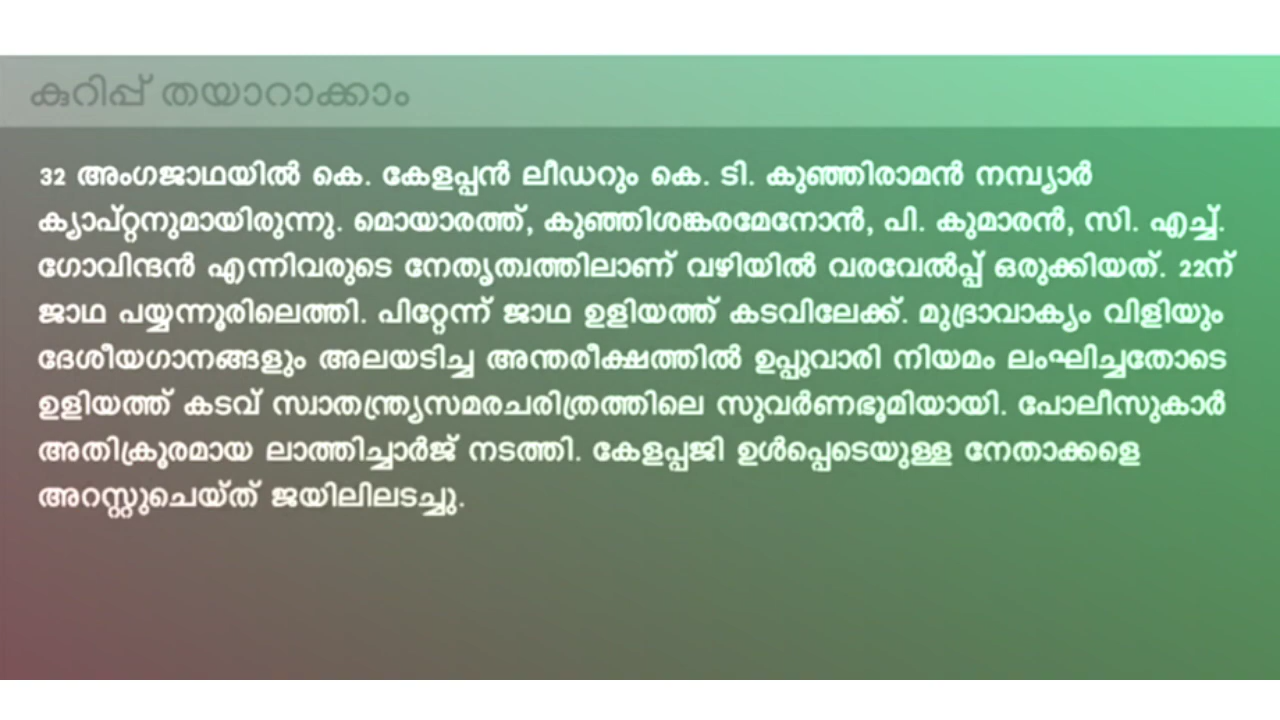 കുറിപ്പ് തയാറാക്കാം
32 അംഗജാഥയിൽ കെ. കേളപ്പൻ ലീഡറും കെ. ടി. കുഞ്ഞിരാമൻ നമ്പ്യാർ
ക്യാപ്റ്റനുമായിരുന്നു. മൊയാരത്ത്, കുഞ്ഞിശങ്കരമേനോൻ, പി. കുമാരൻ, സി. എച്ച്.
ഗോവിന്ദൻ എന്നിവരുടെ നേതൃത്വത്തിലാണ് വഴിയിൽ വരവേൽപ്പ് ഒരുക്കിയത്. 22ന്
ജാഥ പയ്യന്നൂരിലെത്തി. പിറ്റേന്ന് ജാഥ ഉളിയത്ത് കടവിലേക്ക്. മുദ്രാവാക്യം വിളിയും
ദേശീയഗാനങ്ങളും അലയടിച്ച അന്തരീക്ഷത്തിൽ ഉപ്പുവാരി നിയമം ലംഘിച്ചതോടെ
ഉളിയത്ത് കടവ് സ്വാതന്ത്ര്യസമരചരിത്രത്തിലെ സുവർണഭൂമിയായി. പോലീസുകാർ
അതിക്രൂരമായ ലാത്തിച്ചാർജ് നടത്തി. കേളപ്പജി ഉൾപ്പെടെയുള്ള നേതാക്കളെ
അറസ്റ്റുചെയ്ത് ജയിലിലടച്ചു.